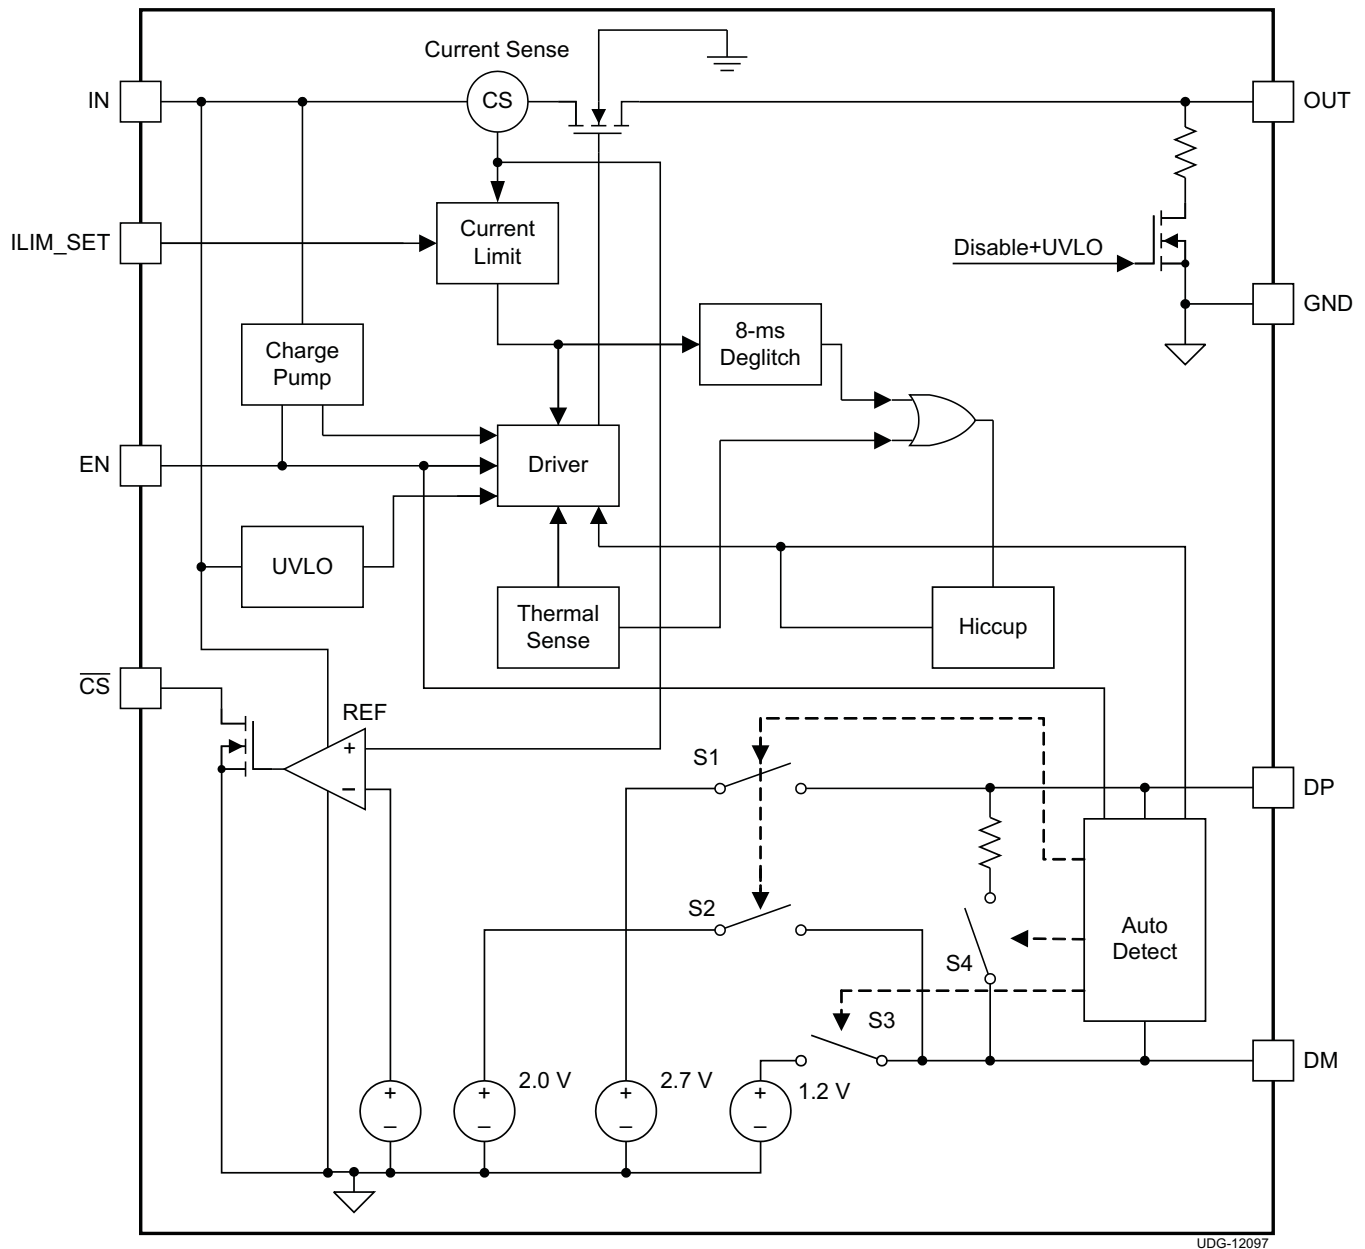 Current Sense
IN
CS
OUT
ILIM_SET
Current
Limit
Disable+UVLO
GND
8-ms
Deglitch
Charge
Pump
EN
Driver
UVLO
Thermal
Sense
Hiccup
C̅S̅
REF
+
–
S1
DP
S2
Auto
Detect
S4
S3
DM
2.0 V
2.7 V
1.2 V
+
–
+
–
+
–
+
–
UDG-12097